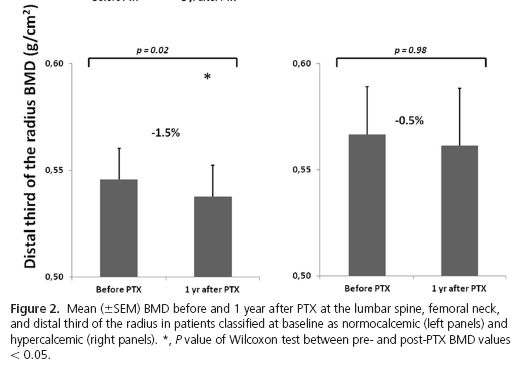 Distal third of the radius BMD (g/cm²)
p = 0.02
0,60
*
-1.5%
0,55
0,50
Before PTX 1 yr after PTX
p = 0.98
0,60
-0.5%
0,55
0,50
Before PTX 1 yr after PTX
Figure 2. Mean (±SEM) BMD before and 1 year after PTX at the lumbar spine, femoral neck,
and distal third of the radius in patients classified at baseline as normocalcemic (left panels) and
hypercalcemic (right panels). *, P value of Wilcoxon test between pre- and post-PTX BMD values
< 0.05.